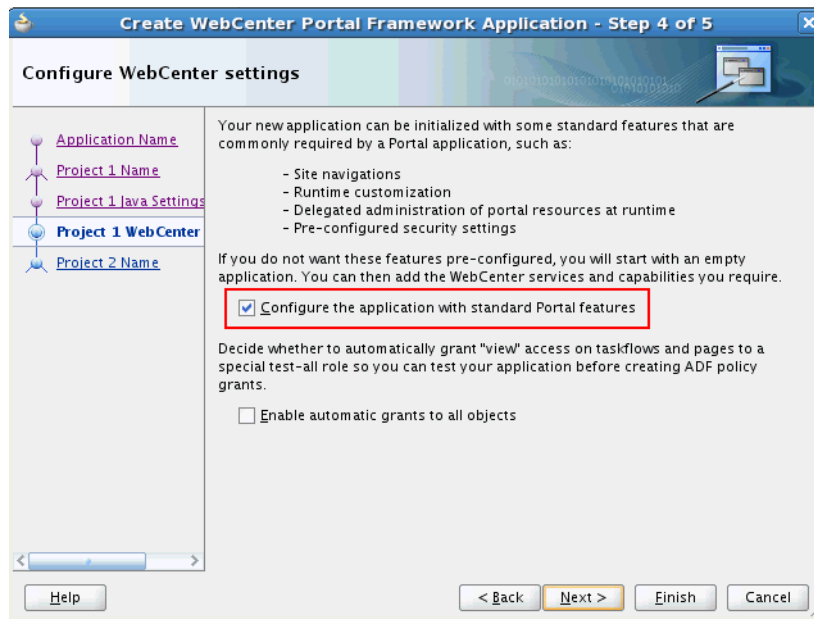 Create WebCenter Portal Framework Application - Step 4 of 5
Configure WebCenter settings
Application Name
Project 1 Name
Project 1 Java Settings
Project 1 WebCenter
Project 2 Name
Your new application can be initialized with some standard features that are
commonly required by a Portal application, such as:
- Site navigations
- Runtime customization
- Delegated administration of portal resources at runtime
- Pre-configured security settings
If you do not want these features pre-configured, you will start with an empty
application. You can then add the WebCenter services and capabilities you require.
Configure the application with standard Portal features
Decide whether to automatically grant "view" access on taskflows and pages to a
special test-all role so you can test your application before creating ADF policy
grants.
Enable automatic grants to all objects
Help
< Back
Next >
Finish
Cancel